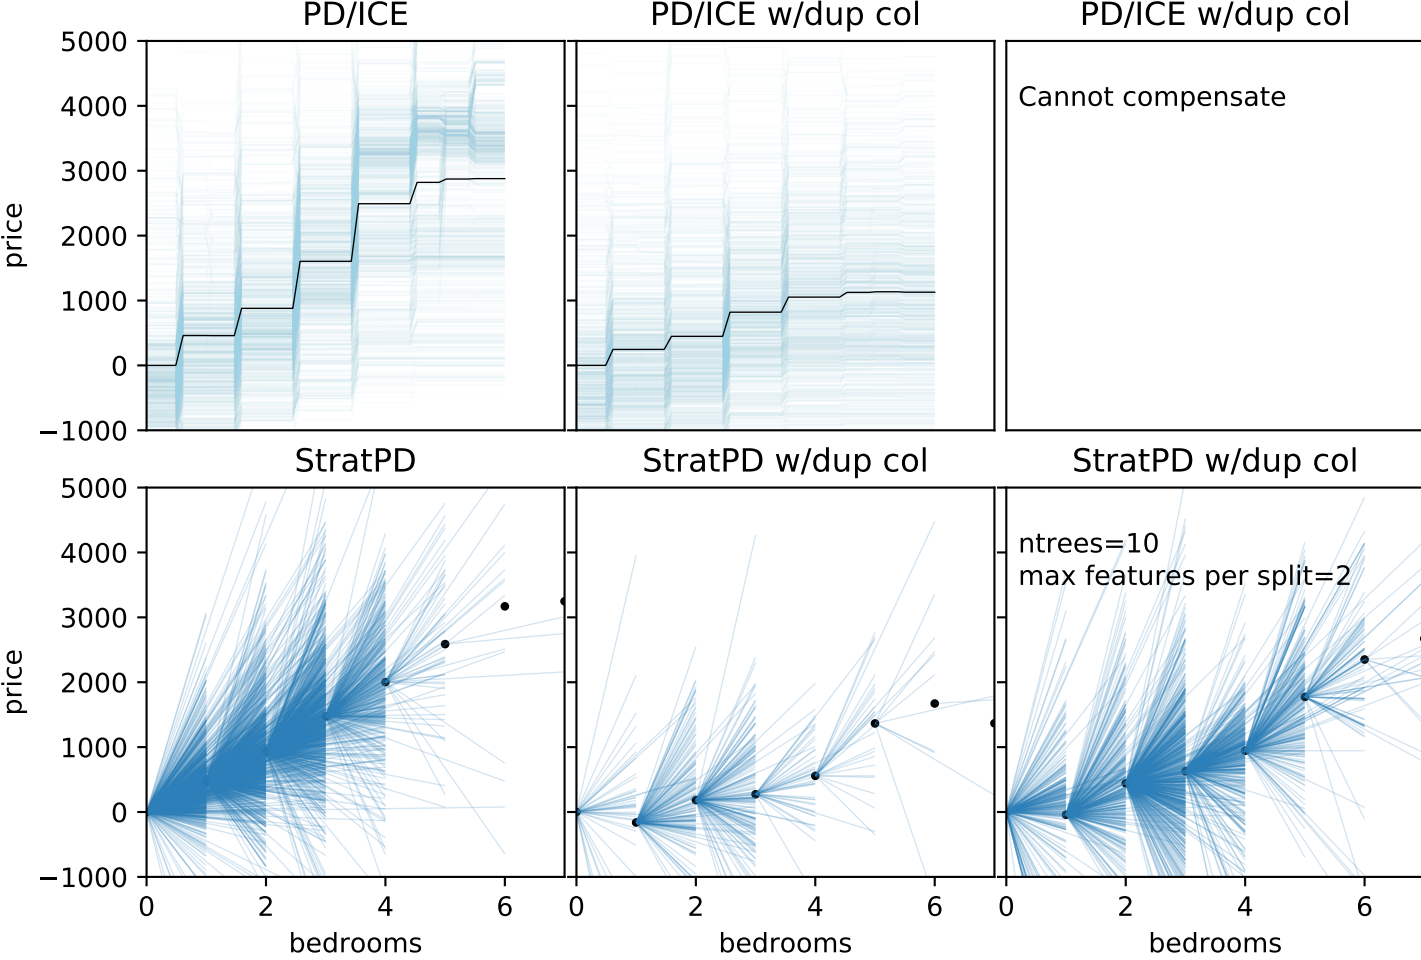 PD/ICE
PD/ICE w/dup col
PD/ICE w/dup col
5000
4000
3000
2000
1000
0
−1000
price
Cannot compensate
StratPD
StratPD w/dup col
StratPD w/dup col
5000
4000
3000
2000
1000
0
−1000
price
ntrees=10
max features per split=2
0 2 4 6
0 2 4 6
0 2 4 6
bedrooms
bedrooms
bedrooms